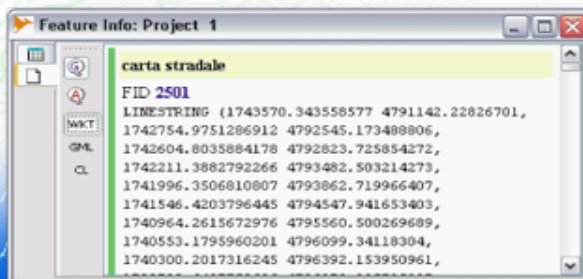 Feature Info: Project 1
carta stradale
FID 2501
LINESTRING (1743570.343558577 4791142.22826701,
WKT 1742754.9751286912 4792545.173488806,
1742604.8035884178 4792823.725854272,
GML 1742211.3882792266 4793482.503214273,
CL 1741996.3506810807 4793862.719966407,
1741546.4203796445 4794547.941653403,
1740964.2615672976 4795560.500269689,
1740553.1795960201 4796099.34118304,
1740300.2017316245 4796392.153950961,